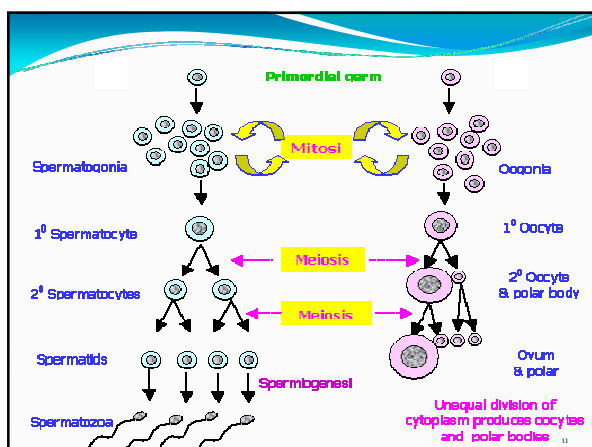 Primordial germ
Mitosi
Spermatogonia
Oogonia
1⁰ Spermatocyte
1⁰ Oocyte
Meiosis
2⁰ Spermatocytes
2⁰ Oocyte
& polar body
Meiosis
Spermatids
Ovum
& polar
Spermiogenesi
Spermatozoa
Unequal division of
cytoplasm produces oocytes
and polar bodies
11